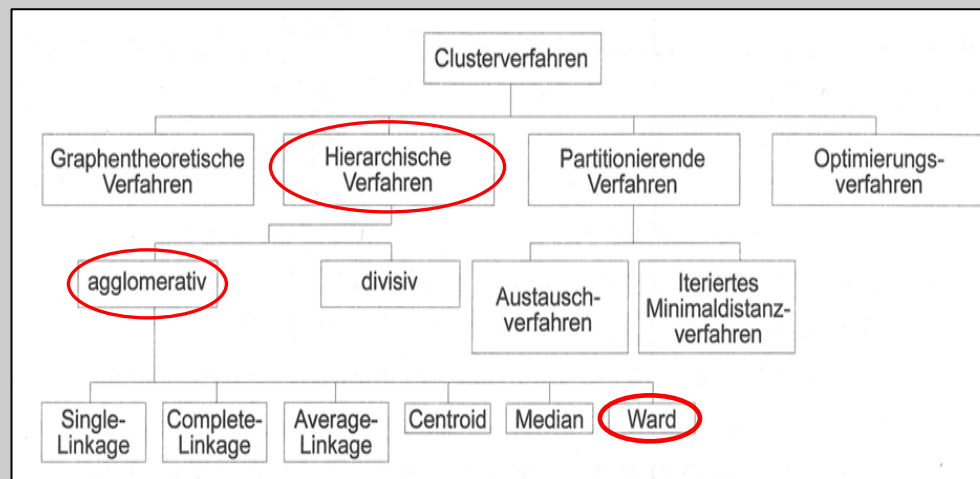 Clusterverfahren
Graphentheoretische
Verfahren
Hierarchische
Verfahren
Partitionierende
Verfahren
Optimierungs-
verfahren
agglomerativ
divisiv
Austausch-
verfahren
Iteriertes
Minimaldistanz-
verfahren
Single-
Linkage
Complete-
Linkage
Average-
Linkage
Centroid
Median
Ward